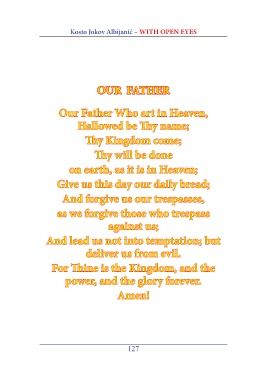 Kosto Jokov Albijanić – WITH OPEN EYES
OUR FATHER
Our Father Who art in Heaven,
Hallowed be Thy name;
Thy Kingdom come;
Thy will be done
on earth, as it is in Heaven;
Give us this day our daily bread;
And forgive us our trespasses,
as we forgive those who trespass
against us;
And lead us not into temptation; but
deliver us from evil.
For Thine is the Kingdom, and the
power, and the glory forever.
Amen!
127